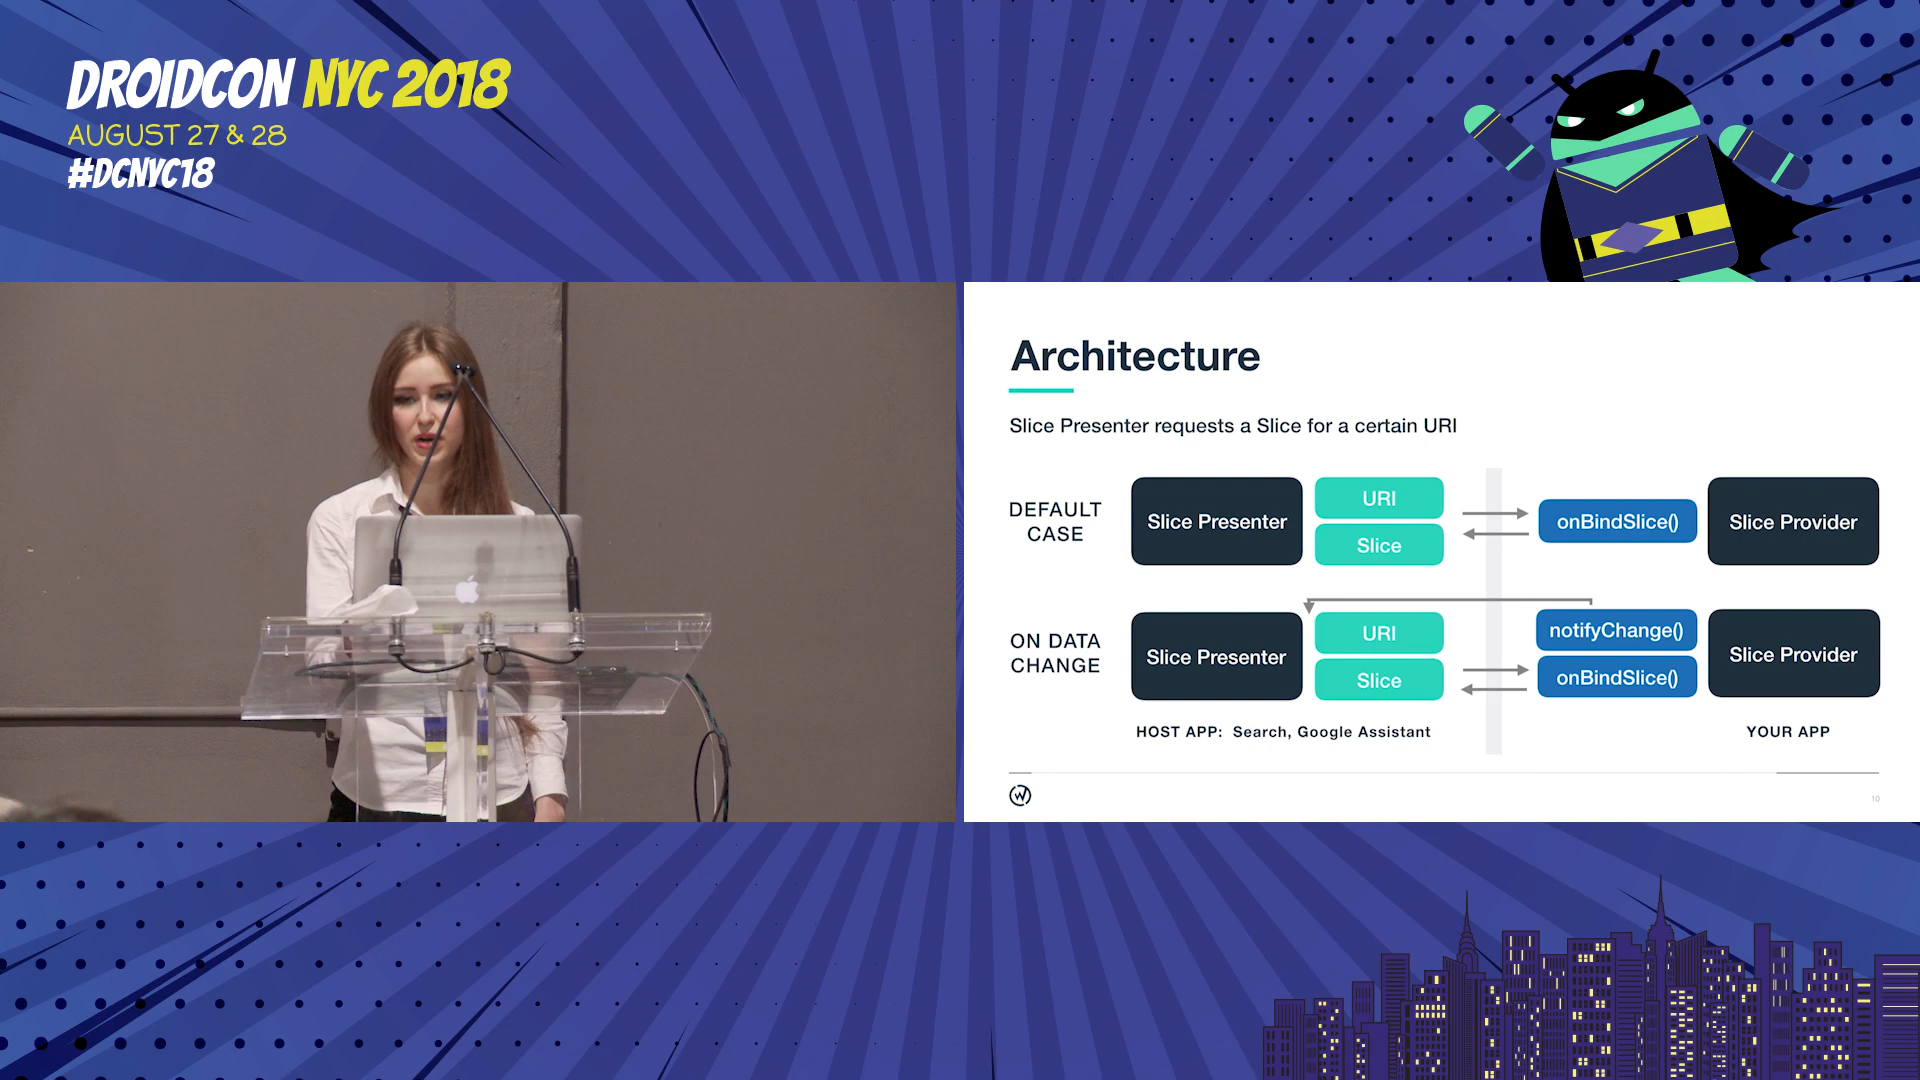 DROIDCON NYC 2018
AUGUST 27 & 28
#DCNYC18
Architecture
Slice Presenter requests a Slice for a certain URI
DEFAULT
CASE
Slice Presenter
URI
Slice
onBindSlice()
Slice Provider
ON DATA
CHANGE
Slice Presenter
URI
Slice
notifyChange()
onBindSlice()
Slice Provider
HOST APP: Search, Google Assistant
YOUR APP
10